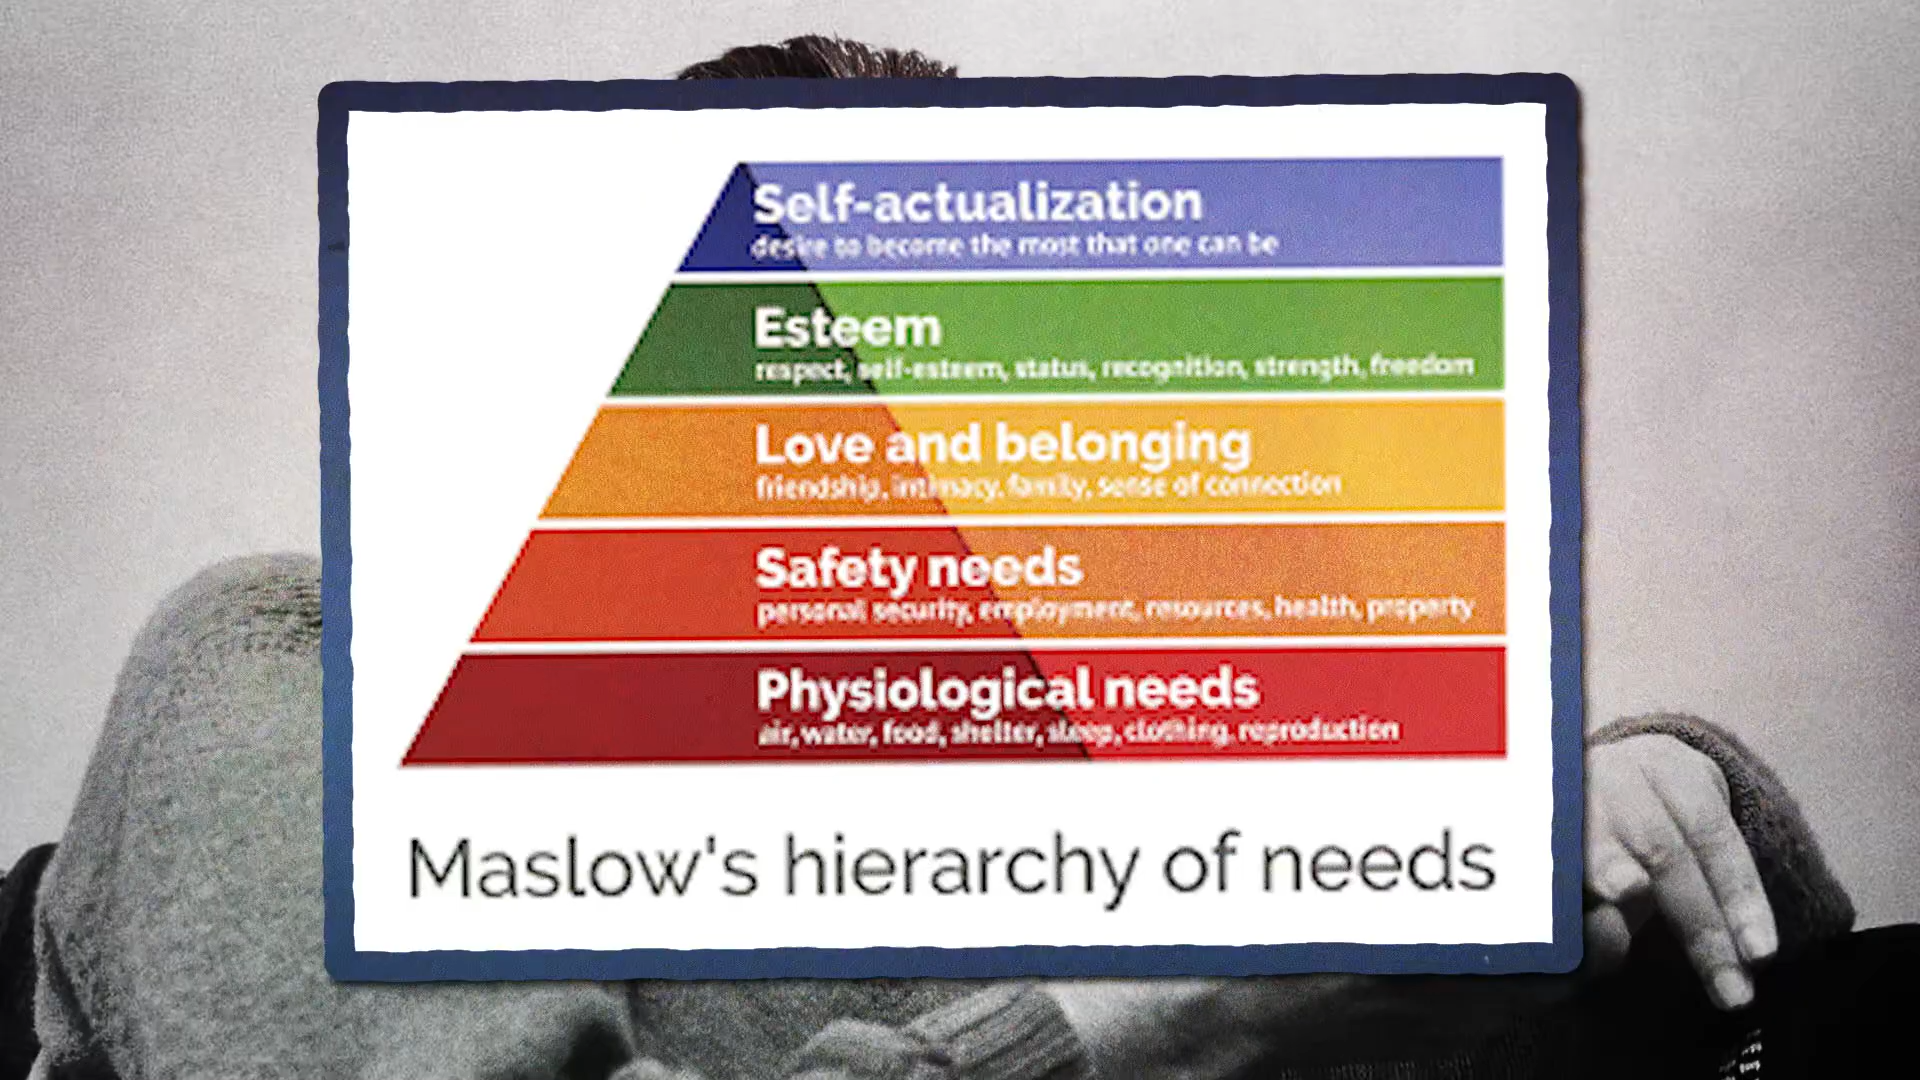 Self-actualization
desire to become the most that one can be
Esteem
respect, self-esteem, status, recognition, strength, freedom
Love and belonging
friendship, intimacy, family, sense of connection
Safety needs
personal security, employment, resources, health, property
Physiological needs
air, water, food, shelter, sleep, clothing, reproduction
Maslow's hierarchy of needs